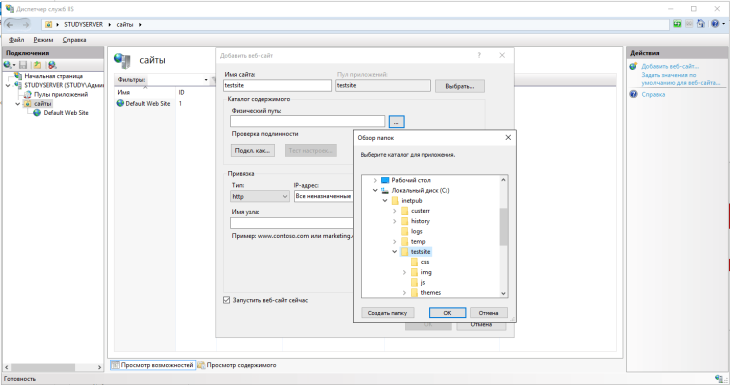 Диспетчер служб IIS
STUDYSERVER
сайты
Файл Режим Справка
Подключения
Начальная страница
STUDYSERVER (STUDY\Админ
Пулы приложений
сайты
Default Web Site
сайты
Фильтры:
Имя ID
Default Web Site 1
Добавить веб-сайт
Имя сайта:
Пул приложений:
testsite
testsite
Выбрать...
Каталог содержимого
Физический путь:
...
Проверка подлинности
Подкл. как...
Тест настроек...
Привязка
Тип:
IP-адрес:
http
Все неназначенные
Имя узла:
Пример: www.contoso.com или marketing.
Запустить веб-сайт сейчас
ОК
Отмена
Обзор папок
Выберите каталог для приложения.
Рабочий стол
Локальный диск (C:)
inetpub
custerr
history
logs
temp
testsite
css
img
js
themes
Создать папку
ОК
Отмена
Действия
Добавить веб-сайт...
Задать значения по
умолчанию для веб-сайта...
Справка
Просмотр возможностей
Просмотр содержимого
Готовность